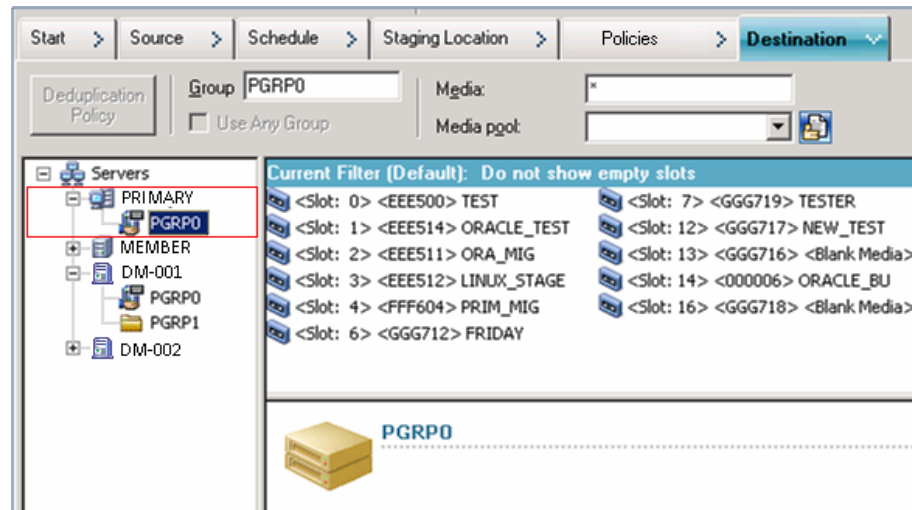 Start > Source > Schedule > Staging Location > Policies > Destination
Deduplication
Policy
Group PGRP0
Use Any Group
Media: *
Media pool:
Servers
PRIMARY
PGRP0
MEMBER
DM-001
PGRP0
PGRP1
DM-002
Current Filter (Default): Do not show empty slots
<Slot: 0> <EEE500> TEST
<Slot: 1> <EEE514> ORACLE_TEST
<Slot: 2> <EEE511> ORA_MIG
<Slot: 3> <EEE512> LINUX_STAGE
<Slot: 4> <FFF604> PRIM_MIG
<Slot: 6> <GGG712> FRIDAY
<Slot: 7> <GGG719> TESTER
<Slot: 12> <GGG717> NEW_TEST
<Slot: 13> <GGG716> <Blank Media>
<Slot: 14> <000006> ORACLE_BU
<Slot: 16> <GGG718> <Blank Media>
PGRP0